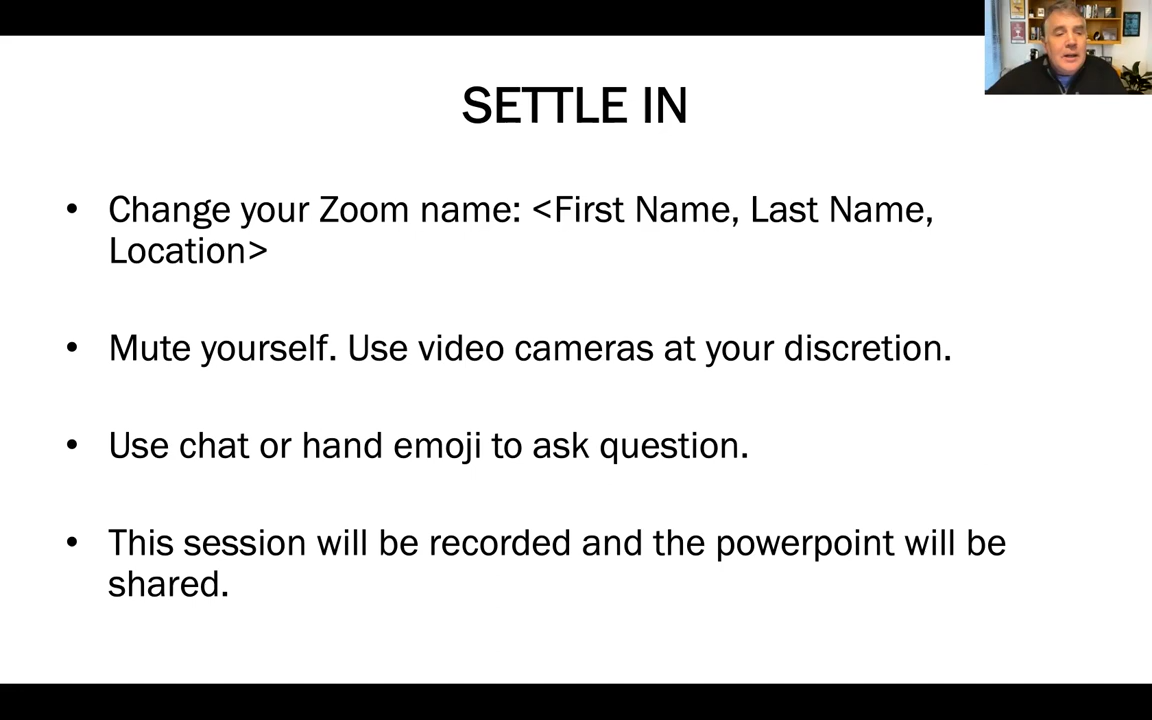 SETTLE IN
• Change your Zoom name: <First Name, Last Name,
Location>
• Mute yourself. Use video cameras at your discretion.
• Use chat or hand emoji to ask question.
• This session will be recorded and the powerpoint will be
shared.